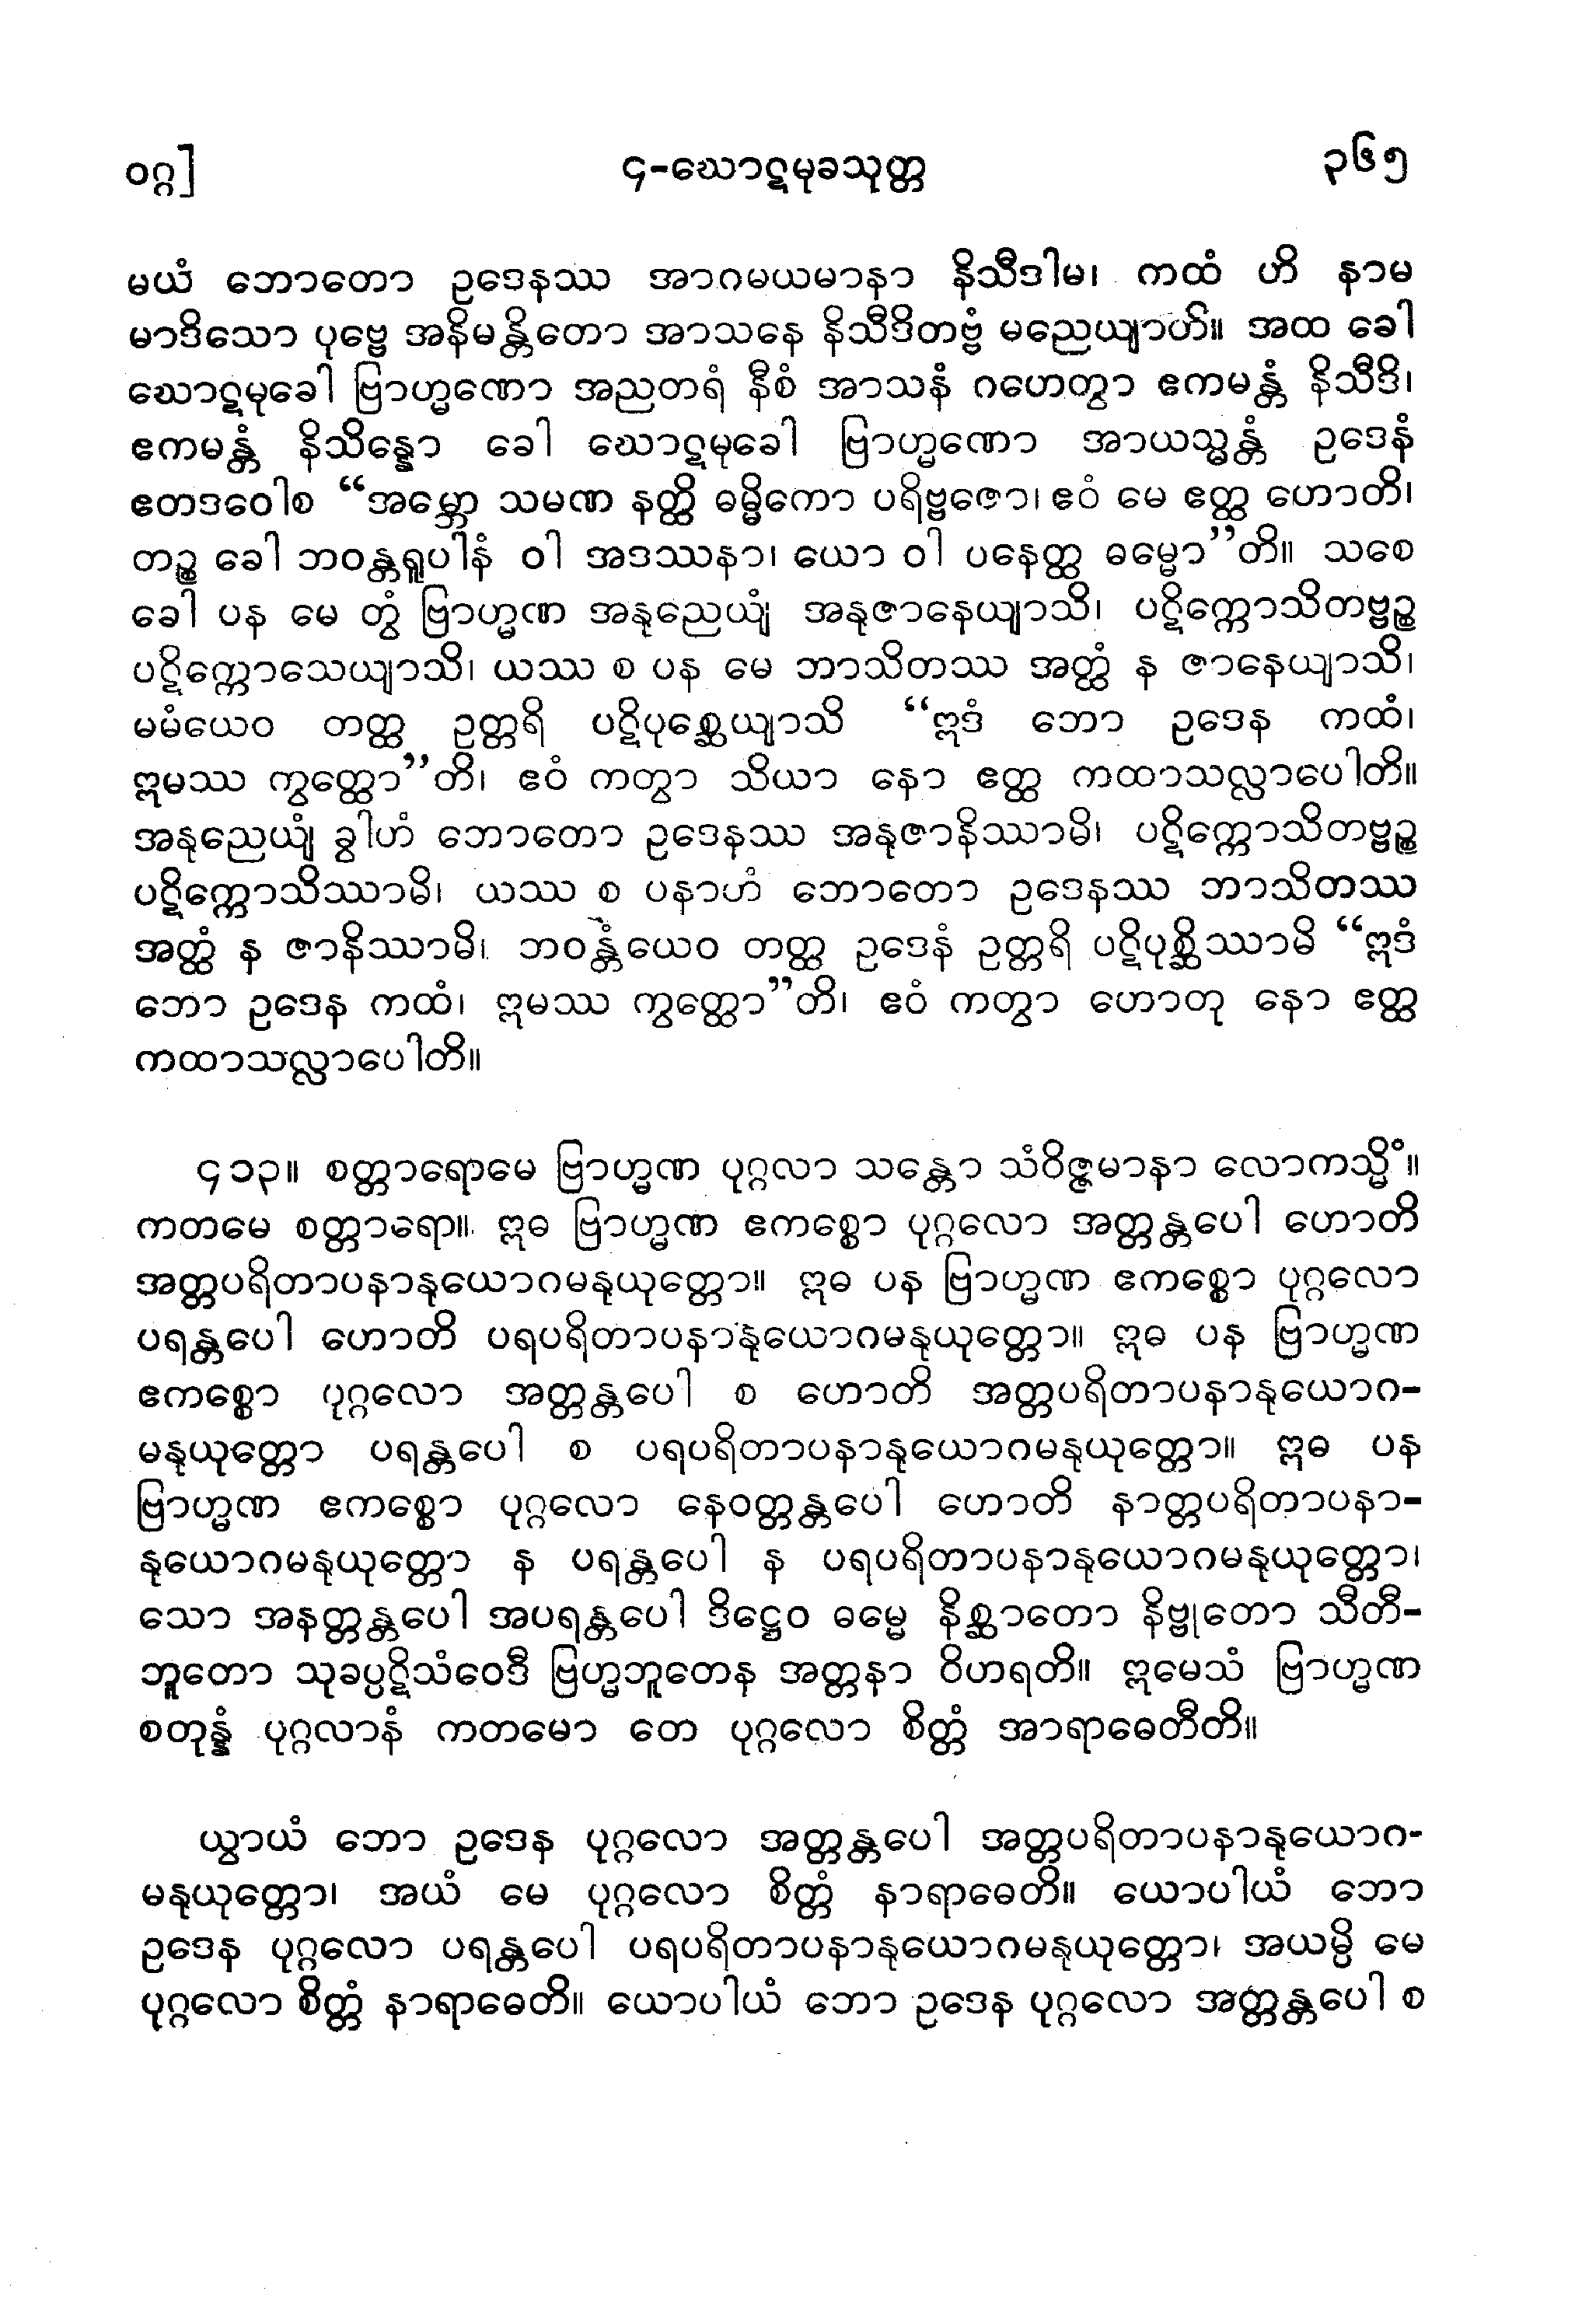 ဝဂ္ဂ] ၄-ဃောဋမုခသုတ္တ ၃၆၅
မယံ ဘောတော ဥဒေနဿ အာဂမယမာနာ နိသီဒါမ၊ ကထံ ဟိ နာမ
မာဒိသော ပုဗ္ဗေ အနိမန္တိတော အာသနေ နိသီဒိတဗ္ဗံ မညေယျာတိ။ အထ ခေါ
ဃောဋမုခေါ ဗြာဟ္မဏော အညတရံ နီစံ အာသနံ ဂဟေတွာ ဧကမန္တံ နိသီဒိ၊
ဧကမန္တံ နိသိန္နော ခေါ ဃောဋမုခေါ ဗြာဟ္မဏော အာယသ္မန္တံ ဥဒေနံ
ဧတဒဝေါစ “အမ္ဘော သမဏ နတ္ထိ ဓမ္မိကော ပရိဗ္ဗဇော၊ ဧဝံ မေ ဧတ္ထ ဟောတိ၊
တဉ္စ ခေါ ဘဝန္တရူပါနံ ဝါ အဒဿနာ၊ ယော ဝါ ပနေတ္ထ ဓမ္မော”တိ။ သစေ
ခေါ ပန မေ တွံ ဗြာဟ္မဏ အနုညေယျံ အနုဇာနေယျာသိ၊ ပဋိက္ကောသိတဗ္ဗဉ္စ
ပဋိက္ကောသေယျာသိ၊ ယဿ စ ပန မေ ဘာသိတဿ အတ္ထံ န ဇာနေယျာသိ၊
မမံယေဝ တတ္ထ ဥတ္တရိ ပဋိပုစ္ဆေယျာသိ “ဣဒံ ဘော ဥဒေန ကထံ၊
ဣမဿ ကွတ္ထော”တိ၊ ဧဝံ ကတွာ သိယာ နော ဧတ္ထ ကထာသလ္လာပေါတိ။
အနုညေယျံ ခွါဟံ ဘောတော ဥဒေနဿ အနုဇာနိဿာမိ၊ ပဋိက္ကောသိတဗ္ဗဉ္စ
ပဋိက္ကောသိဿာမိ၊ ယဿ စ ပနာဟံ ဘောတော ဥဒေနဿ ဘာသိတဿ
အတ္ထံ န ဇာနိဿာမိ၊ ဘဝန္တံယေဝ တတ္ထ ဥဒေနံ ဥတ္တရိ ပဋိပုစ္ဆိဿာမိ “ဣဒံ
ဘော ဥဒေန ကထံ၊ ဣမဿ ကွတ္ထော”တိ၊ ဧဝံ ကတွာ ဟောတု နော ဧတ္ထ
ကထာသလ္လာပေါတိ။
၄၁၃။ စတ္တာရောမေ ဗြာဟ္မဏ ပုဂ္ဂလာ သန္တော သံဝိဇ္ဇမာနာ လောကသ္မိံ။
ကတမေ စတ္တာရော။ ဣဓ ဗြာဟ္မဏ ဧကစ္စော ပုဂ္ဂလော အတ္တန္တပေါ ဟောတိ
အတ္တပရိတာပနာနုယောဂမနုယုတ္တော။ ဣဓ ပန ဗြာဟ္မဏ ဧကစ္စော ပုဂ္ဂလော
ပရန္တပေါ ဟောတိ ပရပရိတာပနာနုယောဂမနုယုတ္တော။ ဣဓ ပန ဗြာဟ္မဏ
ဧကစ္စော ပုဂ္ဂလော အတ္တန္တပေါ စ ဟောတိ အတ္တပရိတာပနာနုယောဂ-
မနုယုတ္တော ပရန္တပေါ စ ပရပရိတာပနာနုယောဂမနုယုတ္တော။ ဣဓ ပန
ဗြာဟ္မဏ ဧကစ္စော ပုဂ္ဂလော နေဝတ္တန္တပေါ ဟောတိ နာတ္တပရိတာပနာ-
နုယောဂမနုယုတ္တော န ပရန္တပေါ န ပရပရိတာပနာနုယောဂမနုယုတ္တော၊
သော အနတ္တန္တပေါ အပရန္တပေါ ဒိဋ္ဌေဝ ဓမ္မေ နိစ္ဆာတော နိဗ္ဗုတော သီတီ-
ဘူတော သုခပ္ပဋိသံဝေဒီ ဗြဟ္မဘူတေန အတ္တနာ ဝိဟရတိ။ ဣမေသံ ဗြာဟ္မဏ
စတုန္နံ ပုဂ္ဂလာနံ ကတမော တေ ပုဂ္ဂလော စိတ္တံ အာရာဓေတီတိ။
ယွာယံ ဘော ဥဒေန ပုဂ္ဂလော အတ္တန္တပေါ အတ္တပရိတာပနာနုယောဂ-
မနုယုတ္တော၊ အယံ မေ ပုဂ္ဂလော စိတ္တံ နာရာဓေတိ။ ယောပါယံ ဘော
ဥဒေန ပုဂ္ဂလော ပရန္တပေါ ပရပရိတာပနာနုယောဂမနုယုတ္တော၊ အယမ္ပိ မေ
ပုဂ္ဂလော စိတ္တံ နာရာဓေတိ။ ယောပါယံ ဘော ဥဒေန ပုဂ္ဂလော အတ္တန္တပေါ စ